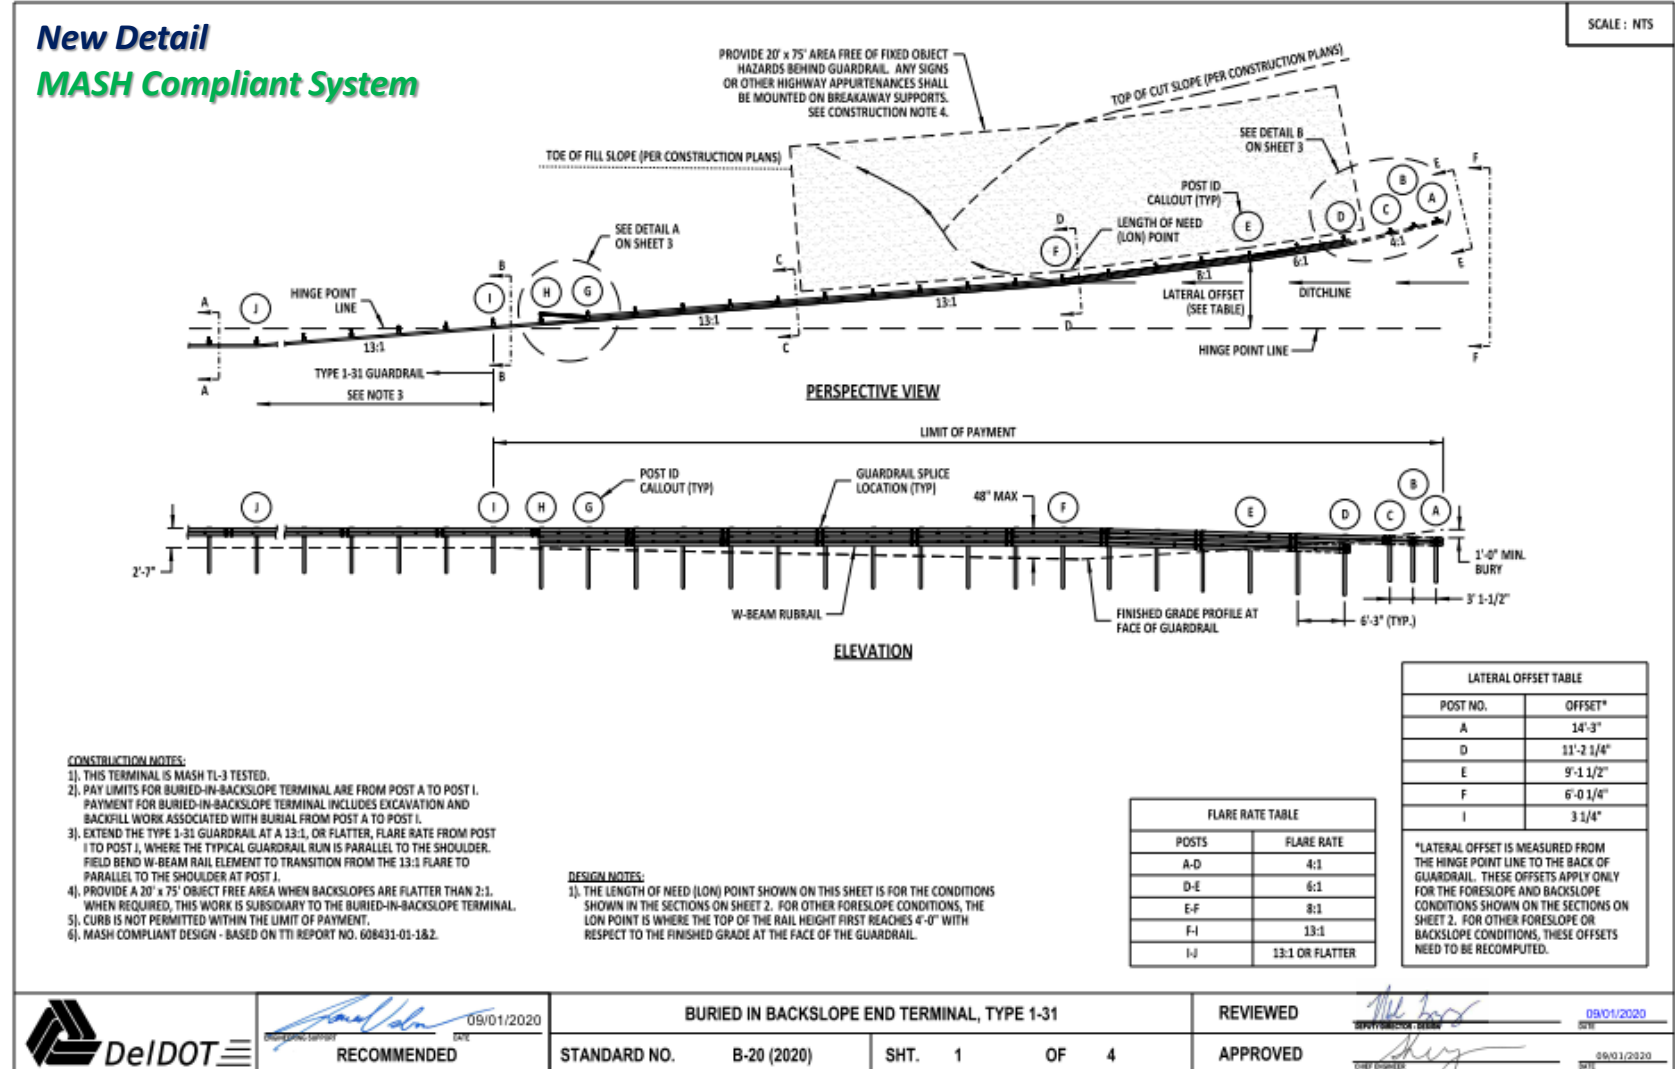 New Detail
MASH Compliant System
SCALE : NTS
PROVIDE 20' x 75' AREA FREE OF FIXED OBJECT
HAZARDS BEHIND GUARDRAIL. ANY SIGNS
OR OTHER HIGHWAY APPURTENANCES SHALL
BE MOUNTED ON BREAKAWAY SUPPORTS.
SEE CONSTRUCTION NOTE 4.
TOP OF CUT SLOPE (PER CONSTRUCTION PLANS)
TOE OF FILL SLOPE (PER CONSTRUCTION PLANS)
SEE DETAIL B
ON SHEET 3
POST ID
CALLOUT (TYP)
LENGTH OF NEED
(LON) POINT
SEE DETAIL A
ON SHEET 3
HINGE POINT
LINE
LATERAL OFFSET
(SEE TABLE)
DITCHLINE
HINGE POINT LINE
A
A
B
B
C
C
D
D
E
E
F
F
J
I
H
G
F
E
D
C
B
A
13:1
13:1
13:1
8:1
6:1
4:1
TYPE 1-31 GUARDRAIL
SEE NOTE 3
PERSPECTIVE VIEW
LIMIT OF PAYMENT
POST ID
CALLOUT (TYP)
GUARDRAIL SPLICE
LOCATION (TYP)
48" MAX
J
I
H
G
F
E
D
C
B
A
2'-7"
1'-0" MIN.
BURY
3' 1-1/2"
6'-3" (TYP.)
W-BEAM RUBRAIL
FINISHED GRADE PROFILE AT
FACE OF GUARDRAIL
ELEVATION
LATERAL OFFSET TABLE
POST NO. OFFSET*
A 14'-3"
D 11'-2 1/4"
E 9'-1 1/2"
F 6'-0 1/4"
I 3 1/4"
*LATERAL OFFSET IS MEASURED FROM
THE HINGE POINT LINE TO THE BACK OF
GUARDRAIL. THESE OFFSETS APPLY ONLY
FOR THE FORESLOPE AND BACKSLOPE
CONDITIONS SHOWN ON THE SECTIONS ON
SHEET 2. FOR OTHER FORESLOPE OR
BACKSLOPE CONDITIONS, THESE OFFSETS
NEED TO BE RECOMPUTED.
FLARE RATE TABLE
POSTS FLARE RATE
A-D 4:1
D-E 6:1
E-F 8:1
F-I 13:1
I-J 13:1 OR FLATTER
CONSTRUCTION NOTES:
1). THIS TERMINAL IS MASH TL-3 TESTED.
2). PAY LIMITS FOR BURIED-IN-BACKSLOPE TERMINAL ARE FROM POST A TO POST I.
PAYMENT FOR BURIED-IN-BACKSLOPE TERMINAL INCLUDES EXCAVATION AND
BACKFILL WORK ASSOCIATED WITH BURIAL FROM POST A TO POST I.
3). EXTEND THE TYPE 1-31 GUARDRAIL AT A 13:1, OR FLATTER, FLARE RATE FROM POST
I TO POST J, WHERE THE TYPICAL GUARDRAIL RUN IS PARALLEL TO THE SHOULDER.
FIELD BEND W-BEAM RAIL ELEMENT TO TRANSITION FROM THE 13:1 FLARE TO
PARALLEL TO THE SHOULDER AT POST J.
4). PROVIDE A 20' x 75' OBJECT FREE AREA WHEN BACKSLOPES ARE FLATTER THAN 2:1.
WHEN REQUIRED, THIS WORK IS SUBSIDIARY TO THE BURIED-IN-BACKSLOPE TERMINAL.
5). CURB IS NOT PERMITTED WITHIN THE LIMIT OF PAYMENT.
6). MASH COMPLIANT DESIGN - BASED ON TTI REPORT NO. 608431-01-1&2.
DESIGN NOTES:
1). THE LENGTH OF NEED (LON) POINT SHOWN ON THIS SHEET IS FOR THE CONDITIONS
SHOWN IN THE SECTIONS ON SHEET 2. FOR OTHER FORESLOPE CONDITIONS, THE
LON POINT IS WHERE THE TOP OF THE RAIL HEIGHT FIRST REACHES 4'-0" WITH
RESPECT TO THE FINISHED GRADE AT THE FACE OF THE GUARDRAIL.
DelDOT
09/01/2020
ENGINEERING SUPPORT DATE
RECOMMENDED
BURIED IN BACKSLOPE END TERMINAL, TYPE 1-31
STANDARD NO. B-20 (2020) SHT. 1 OF 4
REVIEWED
DEPUTY DIRECTOR - DESIGN
09/01/2020
DATE
APPROVED
CHIEF ENGINEER
09/01/2020
DATE